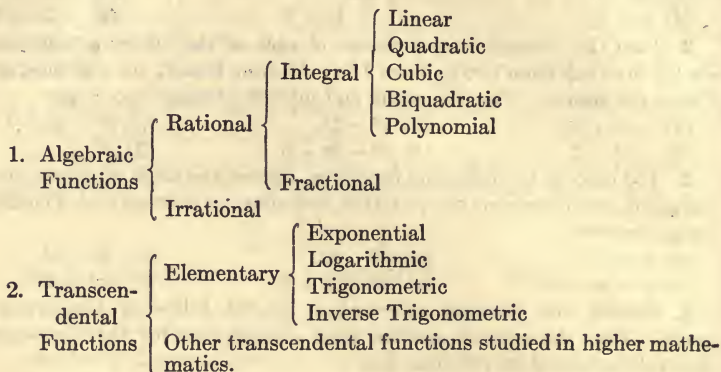 Linear
Quadratic
Integral Cubic
Biquadratic
Rational Polynomial
1. Algebraic
Functions Fractional
Irrational
Exponential
Logarithmic
Elementary Trigonometric
2. Transcen- Inverse Trigonometric
dental
Functions Other transcendental functions studied in higher mathe-
matics.